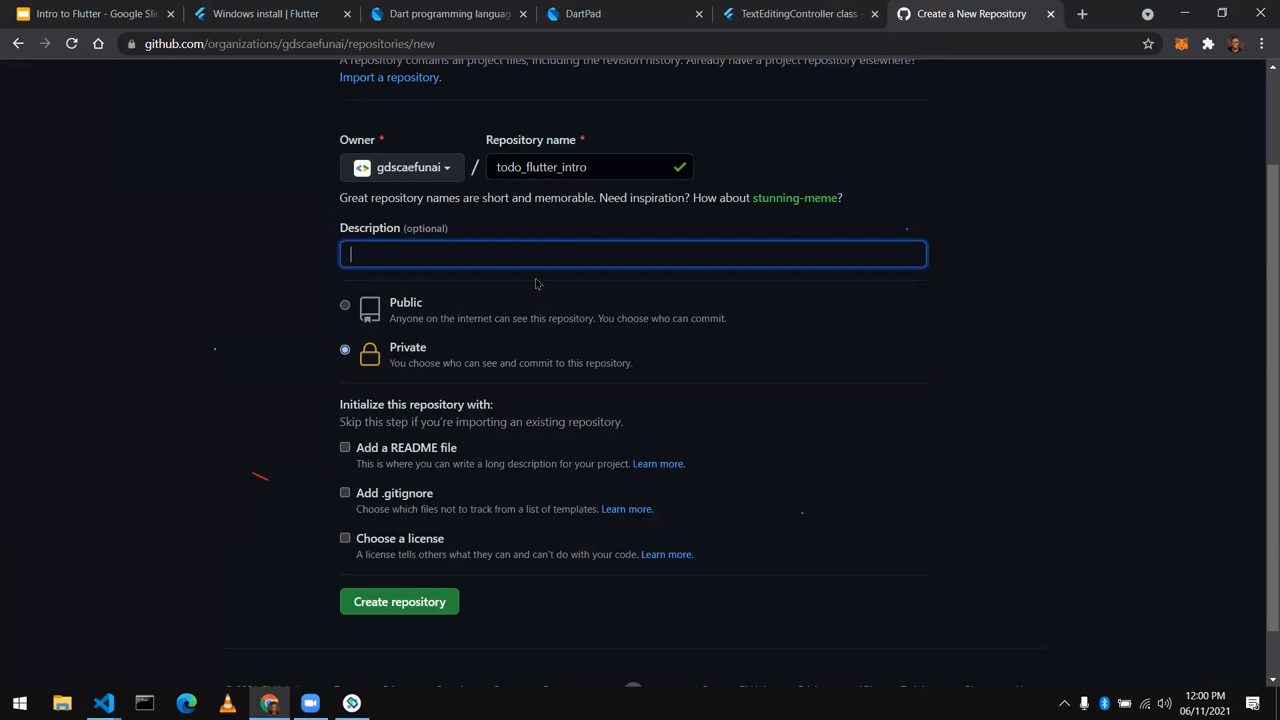 Intro to Flutter - Google Slid
Windows install | Flutter
Dart programming languag
DartPad
TextEditingController class -
Create a New Repository
github.com/organizations/gdscaefunai/repositories/new
A repository contains all project files, including the revision history. Already have a project repository elsewhere?
Import a repository.
Owner * Repository name *
gdscaefunai / todo_flutter_intro
Great repository names are short and memorable. Need inspiration? How about stunning-meme?
Description (optional)
Public
Anyone on the internet can see this repository. You choose who can commit.
Private
You choose who can see and commit to this repository.
Initialize this repository with:
Skip this step if you're importing an existing repository.
Add a README file
This is where you can write a long description for your project. Learn more.
Add .gitignore
Choose which files not to track from a list of templates. Learn more.
Choose a license
A license tells others what they can and can't do with your code. Learn more.
Create repository
12:00 PM
06/11/2021